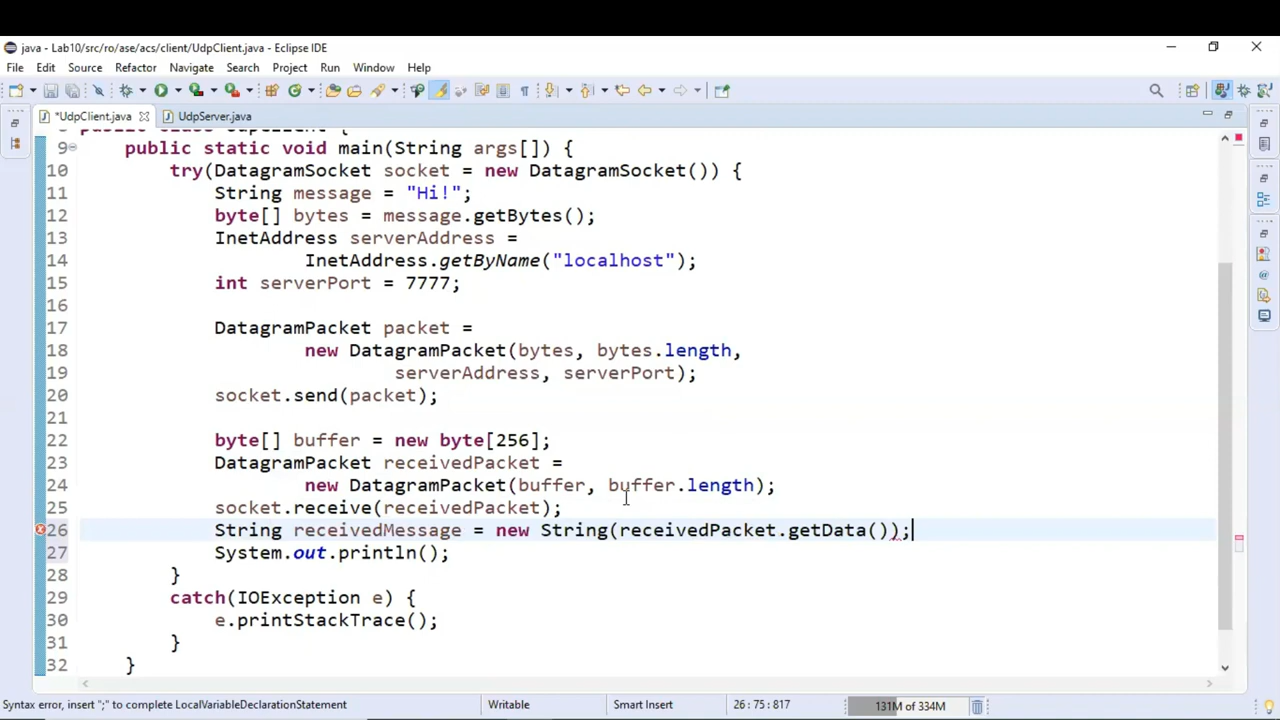 java - Lab10/src/ro/ase/acs/client/UdpClient.java - Eclipse IDE
File Edit Source Refactor Navigate Search Project Run Window Help
*UdpClient.java UdpServer.java
9 public static void main(String args[]) {
10 try(DatagramSocket socket = new DatagramSocket()) {
11 String message = "Hi!";
12 byte[] bytes = message.getBytes();
13 InetAddress serverAddress =
14 InetAddress.getByName("localhost");
15 int serverPort = 7777;
16
17 DatagramPacket packet =
18 new DatagramPacket(bytes, bytes.length,
19 serverAddress, serverPort);
20 socket.send(packet);
21
22 byte[] buffer = new byte[256];
23 DatagramPacket receivedPacket =
24 new DatagramPacket(buffer, buffer.length);
25 socket.receive(receivedPacket);
26 String receivedMessage = new String(receivedPacket.getData());
27 System.out.println();
28 }
29 catch(IOException e) {
30 e.printStackTrace();
31 }
32 }
Syntax error, insert ";" to complete LocalVariableDeclarationStatement Writable Smart Insert 26 : 75 : 817 131M of 334M